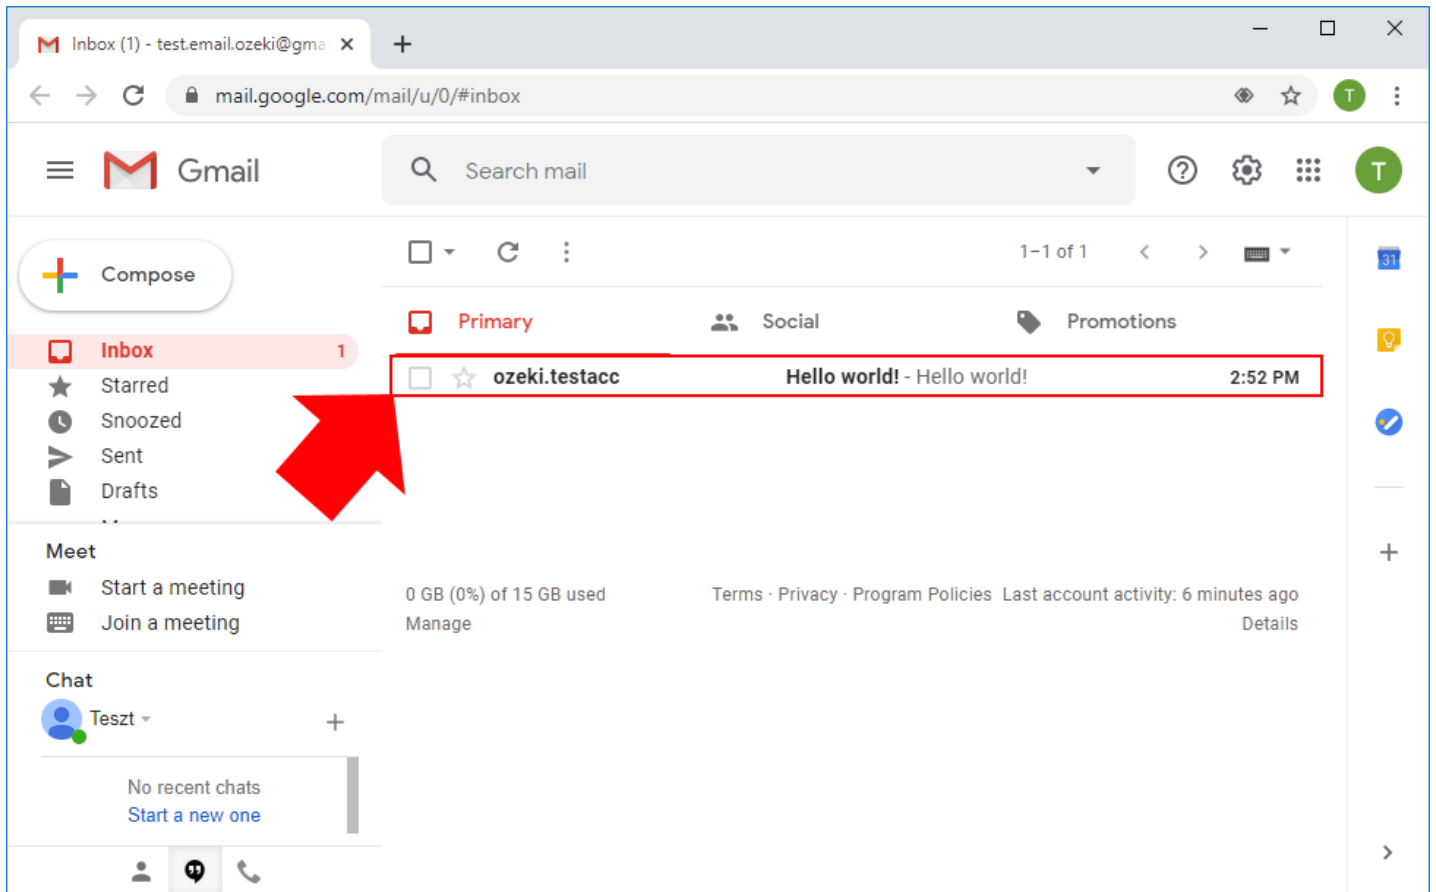 Inbox (1) - test.email.ozeki@gma
mail.google.com/mail/u/0/#inbox
T
Gmail
Search mail
T
Compose
1–1 of 1
31
Primary
Social
Promotions
Inbox 1
Starred
Snoozed
Sent
Drafts
ozeki.testacc Hello world! - Hello world! 2:52 PM
Meet
Start a meeting
Join a meeting
0 GB (0%) of 15 GB used
Manage
Terms · Privacy · Program Policies
Last account activity: 6 minutes ago
Details
Chat
Teszt
No recent chats
Start a new one